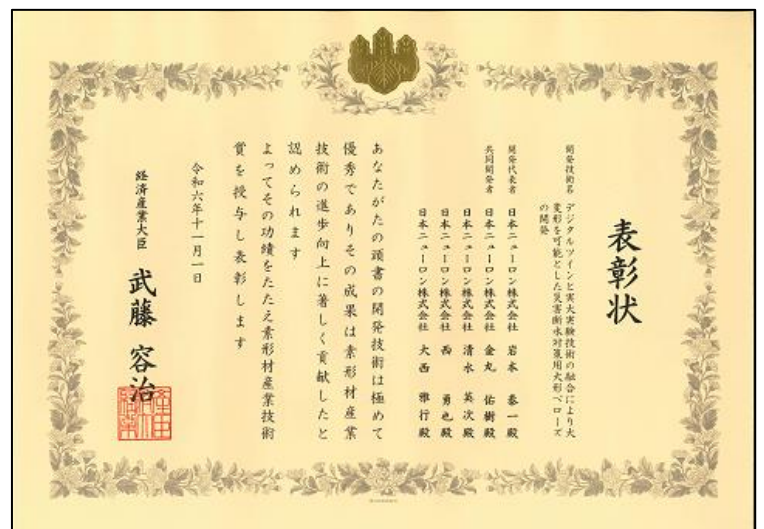 表彰状
開発技術名 デジタルツインと実大実験技術の融合により大
変形を可能とした災害断水対策用大形ベローズ
の開発
開発代表者 日本ニューロン株式会社 岩本 泰一殿
共同開発者 日本ニューロン株式会社 金丸 佑樹殿
日本ニューロン株式会社 清水 英次殿
日本ニューロン株式会社 西 勇也殿
日本ニューロン株式会社 大西 雅行殿
あなたがたの頭書の開発技術は極めて
優秀でありその成果は素形材産業
技術の進歩向上に著しく貢献したと
認められます
よってその功績をたたえ素形材産業技術
賞を授与し表彰します
令和六年十一月一日
経済産業大臣 武藤 容治